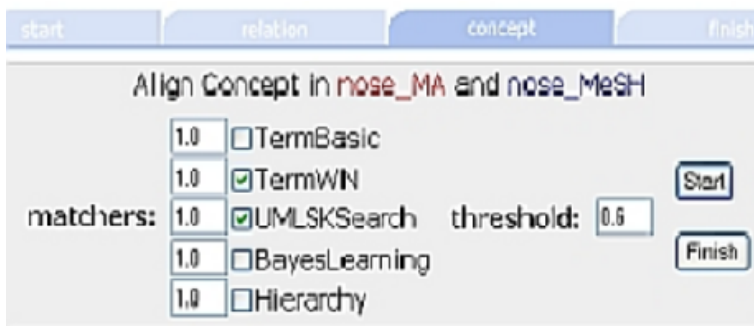 start relation concept finish
Align Concept in nose_MA and nose_MeSH
1.0 TermBasic
1.0 TermWN
matchers: 1.0 UMLSKSearch threshold: 0.6
1.0 BayesLearning
1.0 Hierarchy
Start
Finish